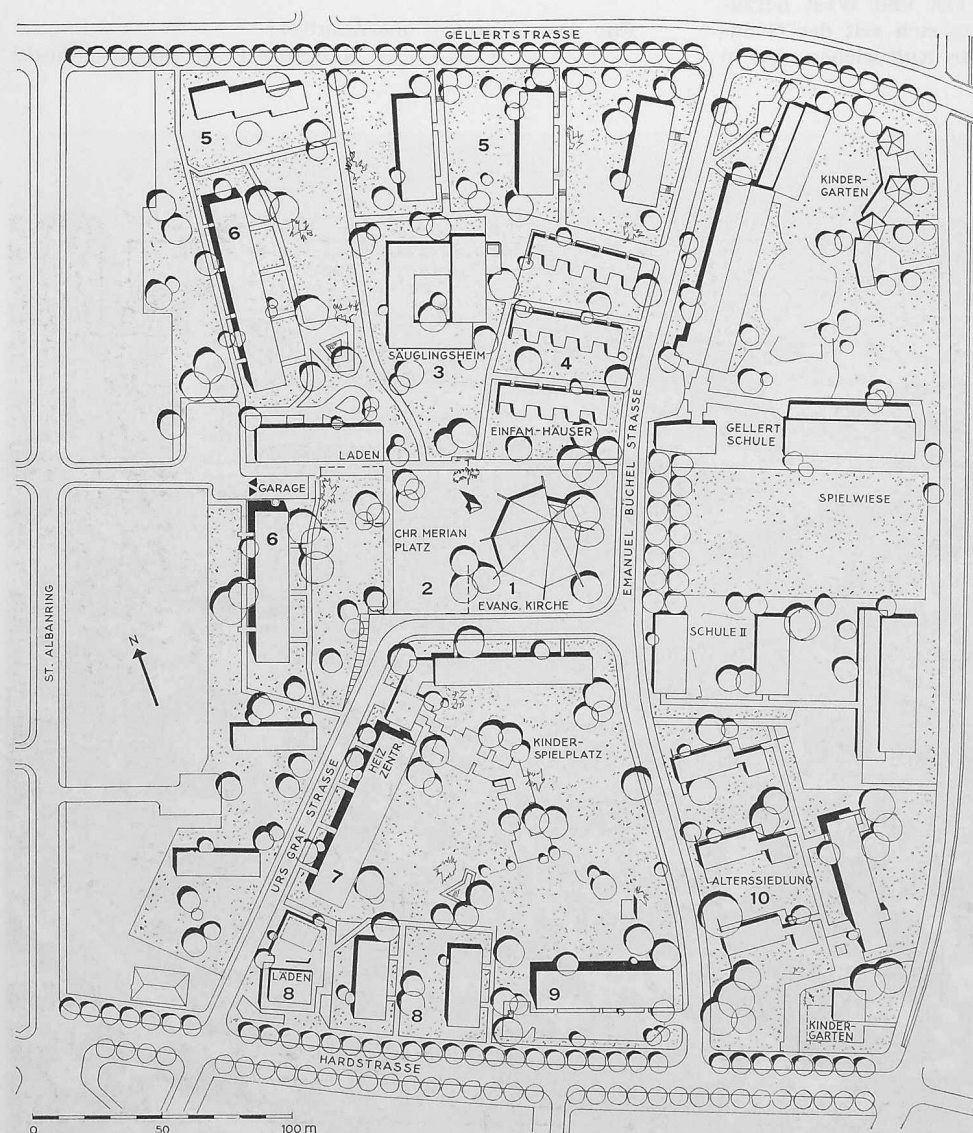 GELLERTSTRASSE
5
5
KINDER-
GARTEN
6
SÄUGLINGSHEIM
3
4
EINFAM-HÄUSER
LADEN
GELLERT
SCHULE
GARAGE
SPIELWIESE
6
CHR. MERIAN
PLATZ
2
1
EVANG. KIRCHE
EMANUEL BÜCHEL STRASSE
ST. ALBANRING
N
SCHULE II
HEIZ
ZENTR.
KINDER-
SPIELPLATZ
URS GRAF STRASSE
7
ALTERSSIEDLUNG
10
LÄDEN
8
8
9
KINDER-
GARTEN
HARDSTRASSE
0
50
100 m